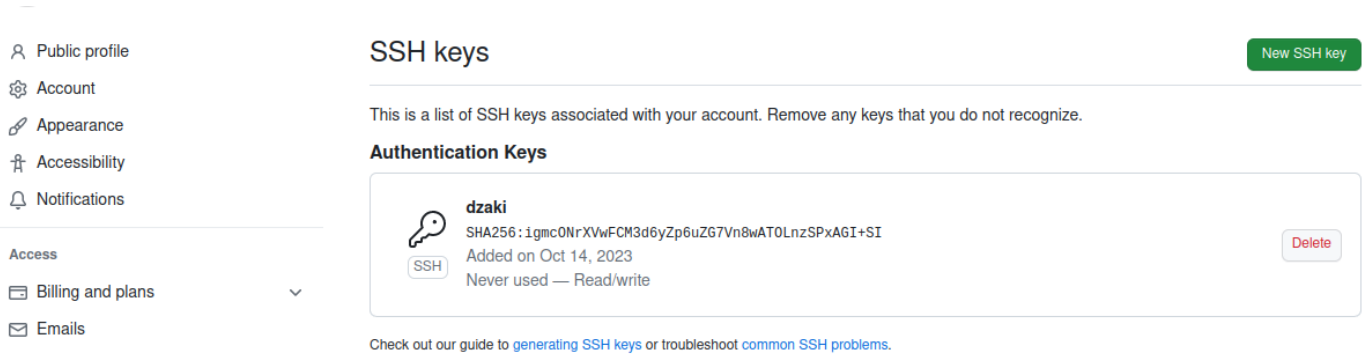 Public profile
Account
Appearance
Accessibility
Notifications
Access
Billing and plans
Emails
SSH keys
New SSH key
This is a list of SSH keys associated with your account. Remove any keys that you do not recognize.
Authentication Keys
dzaki
SHA256:igmcONrXVwFCM3d6yZp6uZG7Vn8wATOLnzSPxAGI+SI
SSH
Added on Oct 14, 2023
Never used — Read/write
Delete
Check out our guide to generating SSH keys or troubleshoot common SSH problems.